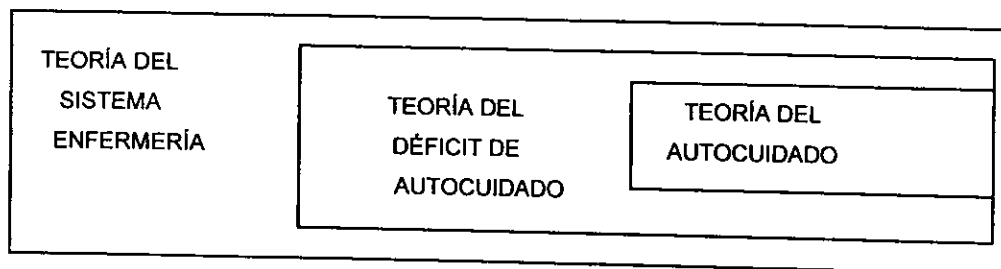 TEORÍA DEL
SISTEMA
ENFERMERÍA
TEORÍA DEL
DÉFICIT DE
AUTOCUIDADO
TEORÍA DEL
AUTOCUIDADO